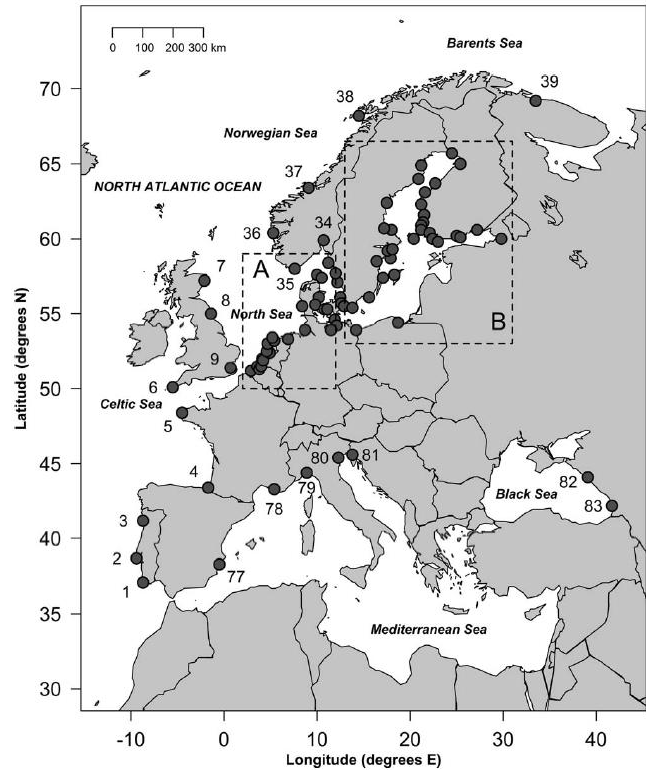 Barents Sea
0 100 200 300 km
70
39
38
Norwegian Sea
65
37
NORTH ATLANTIC OCEAN
36
34
60
7
A
35
8
55
North Sea
B
9
50
6
Celtic Sea
5
45
4
80
81
82
79
78
Black Sea
83
40
3
2
77
35
1
Mediterranean Sea
30
Latitude (degrees N)
-10 0 10 20 30 40
Longitude (degrees E)